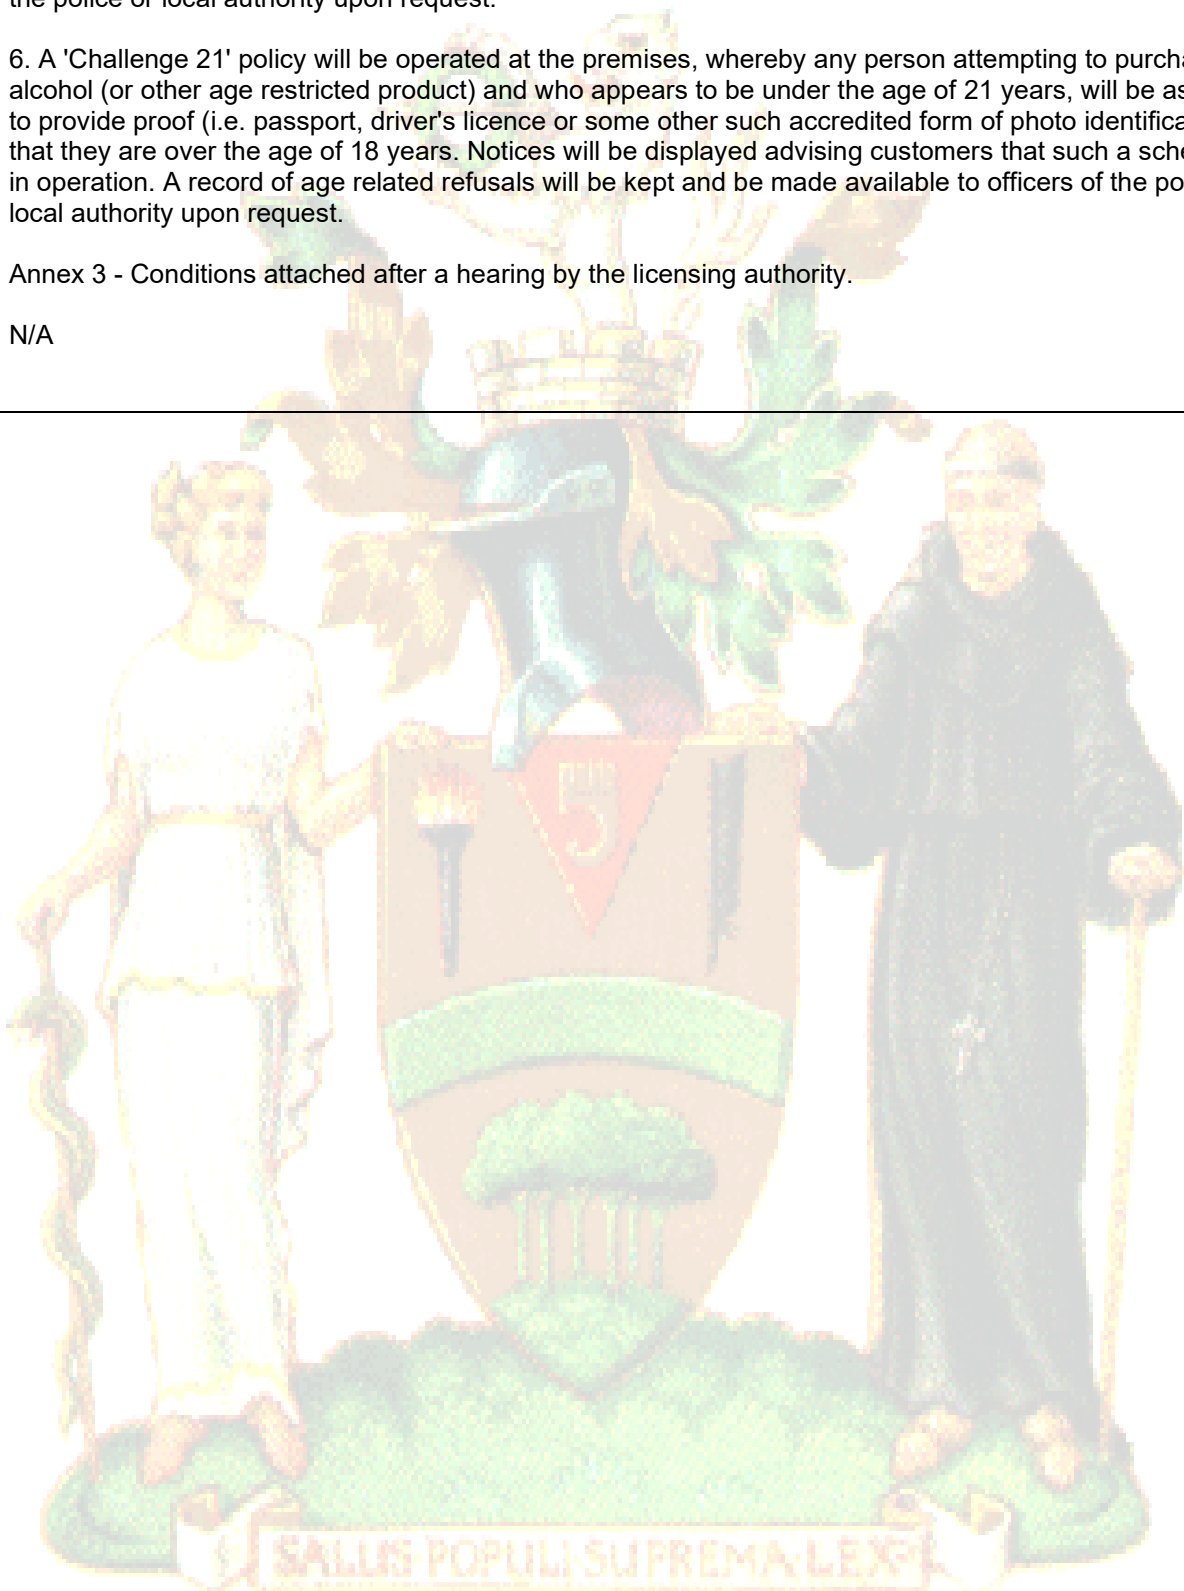 the police or local authority upon request.
6. A 'Challenge 21' policy will be operated at the premises, whereby any person attempting to purcha
alcohol (or other age restricted product) and who appears to be under the age of 21 years, will be as
to provide proof (i.e. passport, driver's licence or some other such accredited form of photo identifica
that they are over the age of 18 years. Notices will be displayed advising customers that such a sche
in operation. A record of age related refusals will be kept and be made available to officers of the po
local authority upon request.
Annex 3 - Conditions attached after a hearing by the licensing authority.
N/A
5
SALUS POPULI SUPREMA LEX